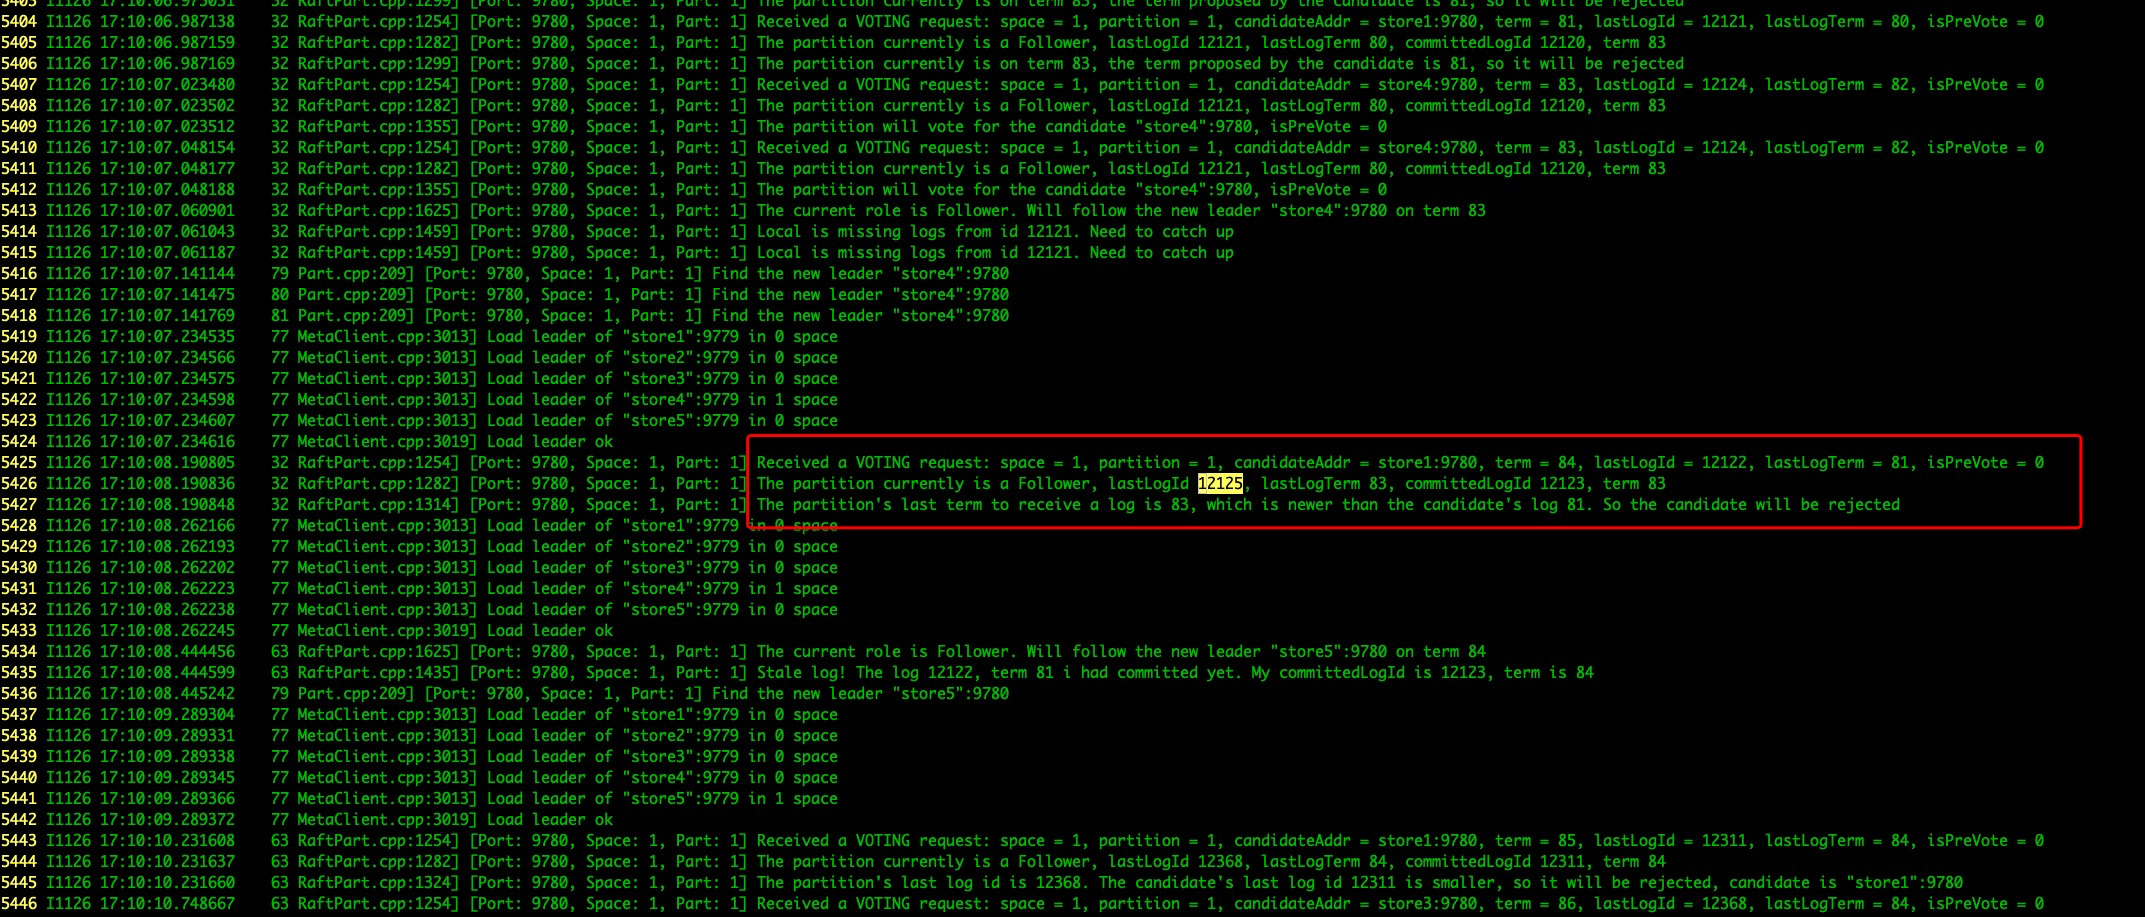 5403 I1126 17:10:06.975031 32 RaftPart.cpp:1299] [Port: 9780, Space: 1, Part: 1] The partition currently is on term 83, the term proposed by the candidate is 81, so it will be rejected
5404 I1126 17:10:06.987138 32 RaftPart.cpp:1254] [Port: 9780, Space: 1, Part: 1] Received a VOTING request: space = 1, partition = 1, candidateAddr = store1:9780, term = 81, lastLogId = 12121, lastLogTerm = 80, isPreVote = 0
5405 I1126 17:10:06.987159 32 RaftPart.cpp:1282] [Port: 9780, Space: 1, Part: 1] The partition currently is a Follower, lastLogId 12121, lastLogTerm 80, committedLogId 12120, term 83
5406 I1126 17:10:06.987169 32 RaftPart.cpp:1299] [Port: 9780, Space: 1, Part: 1] The partition currently is on term 83, the term proposed by the candidate is 81, so it will be rejected
5407 I1126 17:10:07.023480 32 RaftPart.cpp:1254] [Port: 9780, Space: 1, Part: 1] Received a VOTING request: space = 1, partition = 1, candidateAddr = store4:9780, term = 83, lastLogId = 12124, lastLogTerm = 82, isPreVote = 0
5408 I1126 17:10:07.023502 32 RaftPart.cpp:1282] [Port: 9780, Space: 1, Part: 1] The partition currently is a Follower, lastLogId 12121, lastLogTerm 80, committedLogId 12120, term 83
5409 I1126 17:10:07.023512 32 RaftPart.cpp:1355] [Port: 9780, Space: 1, Part: 1] The partition will vote for the candidate "store4":9780, isPreVote = 0
5410 I1126 17:10:07.048154 32 RaftPart.cpp:1254] [Port: 9780, Space: 1, Part: 1] Received a VOTING request: space = 1, partition = 1, candidateAddr = store4:9780, term = 83, lastLogId = 12124, lastLogTerm = 82, isPreVote = 0
5411 I1126 17:10:07.048177 32 RaftPart.cpp:1282] [Port: 9780, Space: 1, Part: 1] The partition currently is a Follower, lastLogId 12121, lastLogTerm 80, committedLogId 12120, term 83
5412 I1126 17:10:07.048188 32 RaftPart.cpp:1355] [Port: 9780, Space: 1, Part: 1] The partition will vote for the candidate "store4":9780, isPreVote = 0
5413 I1126 17:10:07.060901 32 RaftPart.cpp:1625] [Port: 9780, Space: 1, Part: 1] The current role is Follower. Will follow the new leader "store4":9780 on term 83
5414 I1126 17:10:07.061043 32 RaftPart.cpp:1459] [Port: 9780, Space: 1, Part: 1] Local is missing logs from id 12121. Need to catch up
5415 I1126 17:10:07.061187 32 RaftPart.cpp:1459] [Port: 9780, Space: 1, Part: 1] Local is missing logs from id 12121. Need to catch up
5416 I1126 17:10:07.141144 79 Part.cpp:209] [Port: 9780, Space: 1, Part: 1] Find the new leader "store4":9780
5417 I1126 17:10:07.141475 80 Part.cpp:209] [Port: 9780, Space: 1, Part: 1] Find the new leader "store4":9780
5418 I1126 17:10:07.141769 81 Part.cpp:209] [Port: 9780, Space: 1, Part: 1] Find the new leader "store4":9780
5419 I1126 17:10:07.234535 77 MetaClient.cpp:3013] Load leader of "store1":9779 in 0 space
5420 I1126 17:10:07.234566 77 MetaClient.cpp:3013] Load leader of "store2":9779 in 0 space
5421 I1126 17:10:07.234575 77 MetaClient.cpp:3013] Load leader of "store3":9779 in 0 space
5422 I1126 17:10:07.234598 77 MetaClient.cpp:3013] Load leader of "store4":9779 in 1 space
5423 I1126 17:10:07.234607 77 MetaClient.cpp:3013] Load leader of "store5":9779 in 0 space
5424 I1126 17:10:07.234616 77 MetaClient.cpp:3019] Load leader ok
5425 I1126 17:10:08.190805 32 RaftPart.cpp:1254] [Port: 9780, Space: 1, Part: 1] Received a VOTING request: space = 1, partition = 1, candidateAddr = store1:9780, term = 84, lastLogId = 12122, lastLogTerm = 81, isPreVote = 0
5426 I1126 17:10:08.190836 32 RaftPart.cpp:1282] [Port: 9780, Space: 1, Part: 1] The partition currently is a Follower, lastLogId 12125, lastLogTerm 83, committedLogId 12123, term 83
5427 I1126 17:10:08.190848 32 RaftPart.cpp:1314] [Port: 9780, Space: 1, Part: 1] The partition's last term to receive a log is 83, which is newer than the candidate's log 81. So the candidate will be rejected
5428 I1126 17:10:08.262166 77 MetaClient.cpp:3013] Load leader of "store1":9779 in 0 space
5429 I1126 17:10:08.262193 77 MetaClient.cpp:3013] Load leader of "store2":9779 in 0 space
5430 I1126 17:10:08.262202 77 MetaClient.cpp:3013] Load leader of "store3":9779 in 0 space
5431 I1126 17:10:08.262223 77 MetaClient.cpp:3013] Load leader of "store4":9779 in 1 space
5432 I1126 17:10:08.262238 77 MetaClient.cpp:3013] Load leader of "store5":9779 in 0 space
5433 I1126 17:10:08.262245 77 MetaClient.cpp:3019] Load leader ok
5434 I1126 17:10:08.444456 63 RaftPart.cpp:1625] [Port: 9780, Space: 1, Part: 1] The current role is Follower. Will follow the new leader "store5":9780 on term 84
5435 I1126 17:10:08.444599 63 RaftPart.cpp:1435] [Port: 9780, Space: 1, Part: 1] Stale log! The log 12122, term 81 i had committed yet. My committedLogId is 12123, term is 84
5436 I1126 17:10:08.445242 79 Part.cpp:209] [Port: 9780, Space: 1, Part: 1] Find the new leader "store5":9780
5437 I1126 17:10:09.289304 77 MetaClient.cpp:3013] Load leader of "store1":9779 in 0 space
5438 I1126 17:10:09.289331 77 MetaClient.cpp:3013] Load leader of "store2":9779 in 0 space
5439 I1126 17:10:09.289338 77 MetaClient.cpp:3013] Load leader of "store3":9779 in 0 space
5440 I1126 17:10:09.289345 77 MetaClient.cpp:3013] Load leader of "store4":9779 in 0 space
5441 I1126 17:10:09.289366 77 MetaClient.cpp:3013] Load leader of "store5":9779 in 1 space
5442 I1126 17:10:09.289372 77 MetaClient.cpp:3019] Load leader ok
5443 I1126 17:10:10.231608 63 RaftPart.cpp:1254] [Port: 9780, Space: 1, Part: 1] Received a VOTING request: space = 1, partition = 1, candidateAddr = store1:9780, term = 85, lastLogId = 12311, lastLogTerm = 84, isPreVote = 0
5444 I1126 17:10:10.231637 63 RaftPart.cpp:1282] [Port: 9780, Space: 1, Part: 1] The partition currently is a Follower, lastLogId 12368, lastLogTerm 84, committedLogId 12311, term 84
5445 I1126 17:10:10.231660 63 RaftPart.cpp:1324] [Port: 9780, Space: 1, Part: 1] The partition's last log id is 12368. The candidate's last log id 12311 is smaller, so it will be rejected, candidate is "store1":9780
5446 I1126 17:10:10.748667 63 RaftPart.cpp:1254] [Port: 9780, Space: 1, Part: 1] Received a VOTING request: space = 1, partition = 1, candidateAddr = store3:9780, term = 86, lastLogId = 12368, lastLogTerm = 84, isPreVote = 0